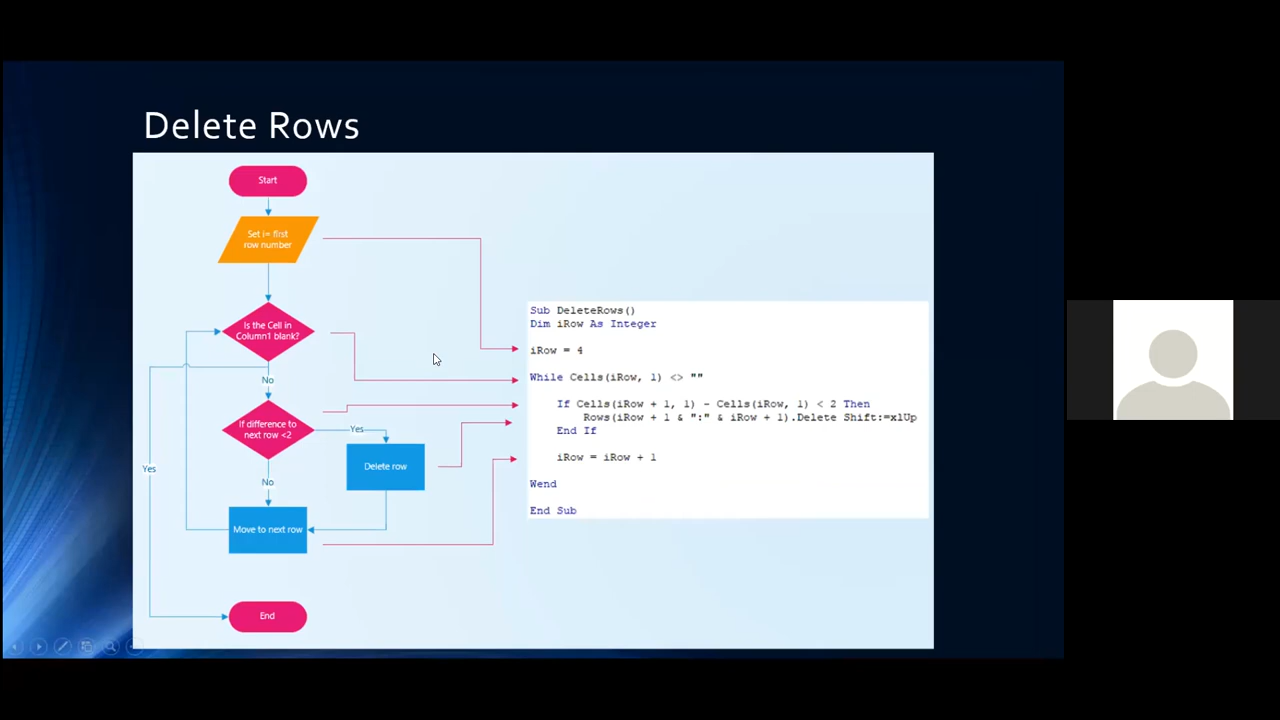 Delete Rows
Start
Set i= first
row number
Is the Cell in
Column1 blank?
No
If difference to
next row <2
Yes
Delete row
Yes
No
Move to next row
End
Sub DeleteRows()
Dim iRow As Integer
iRow = 4
While Cells(iRow, 1) <> ""
If Cells(iRow + 1, 1) - Cells(iRow, 1) < 2 Then
Rows(iRow + 1 & ":" & iRow + 1).Delete Shift:=xlUp
End If
iRow = iRow + 1
Wend
End Sub